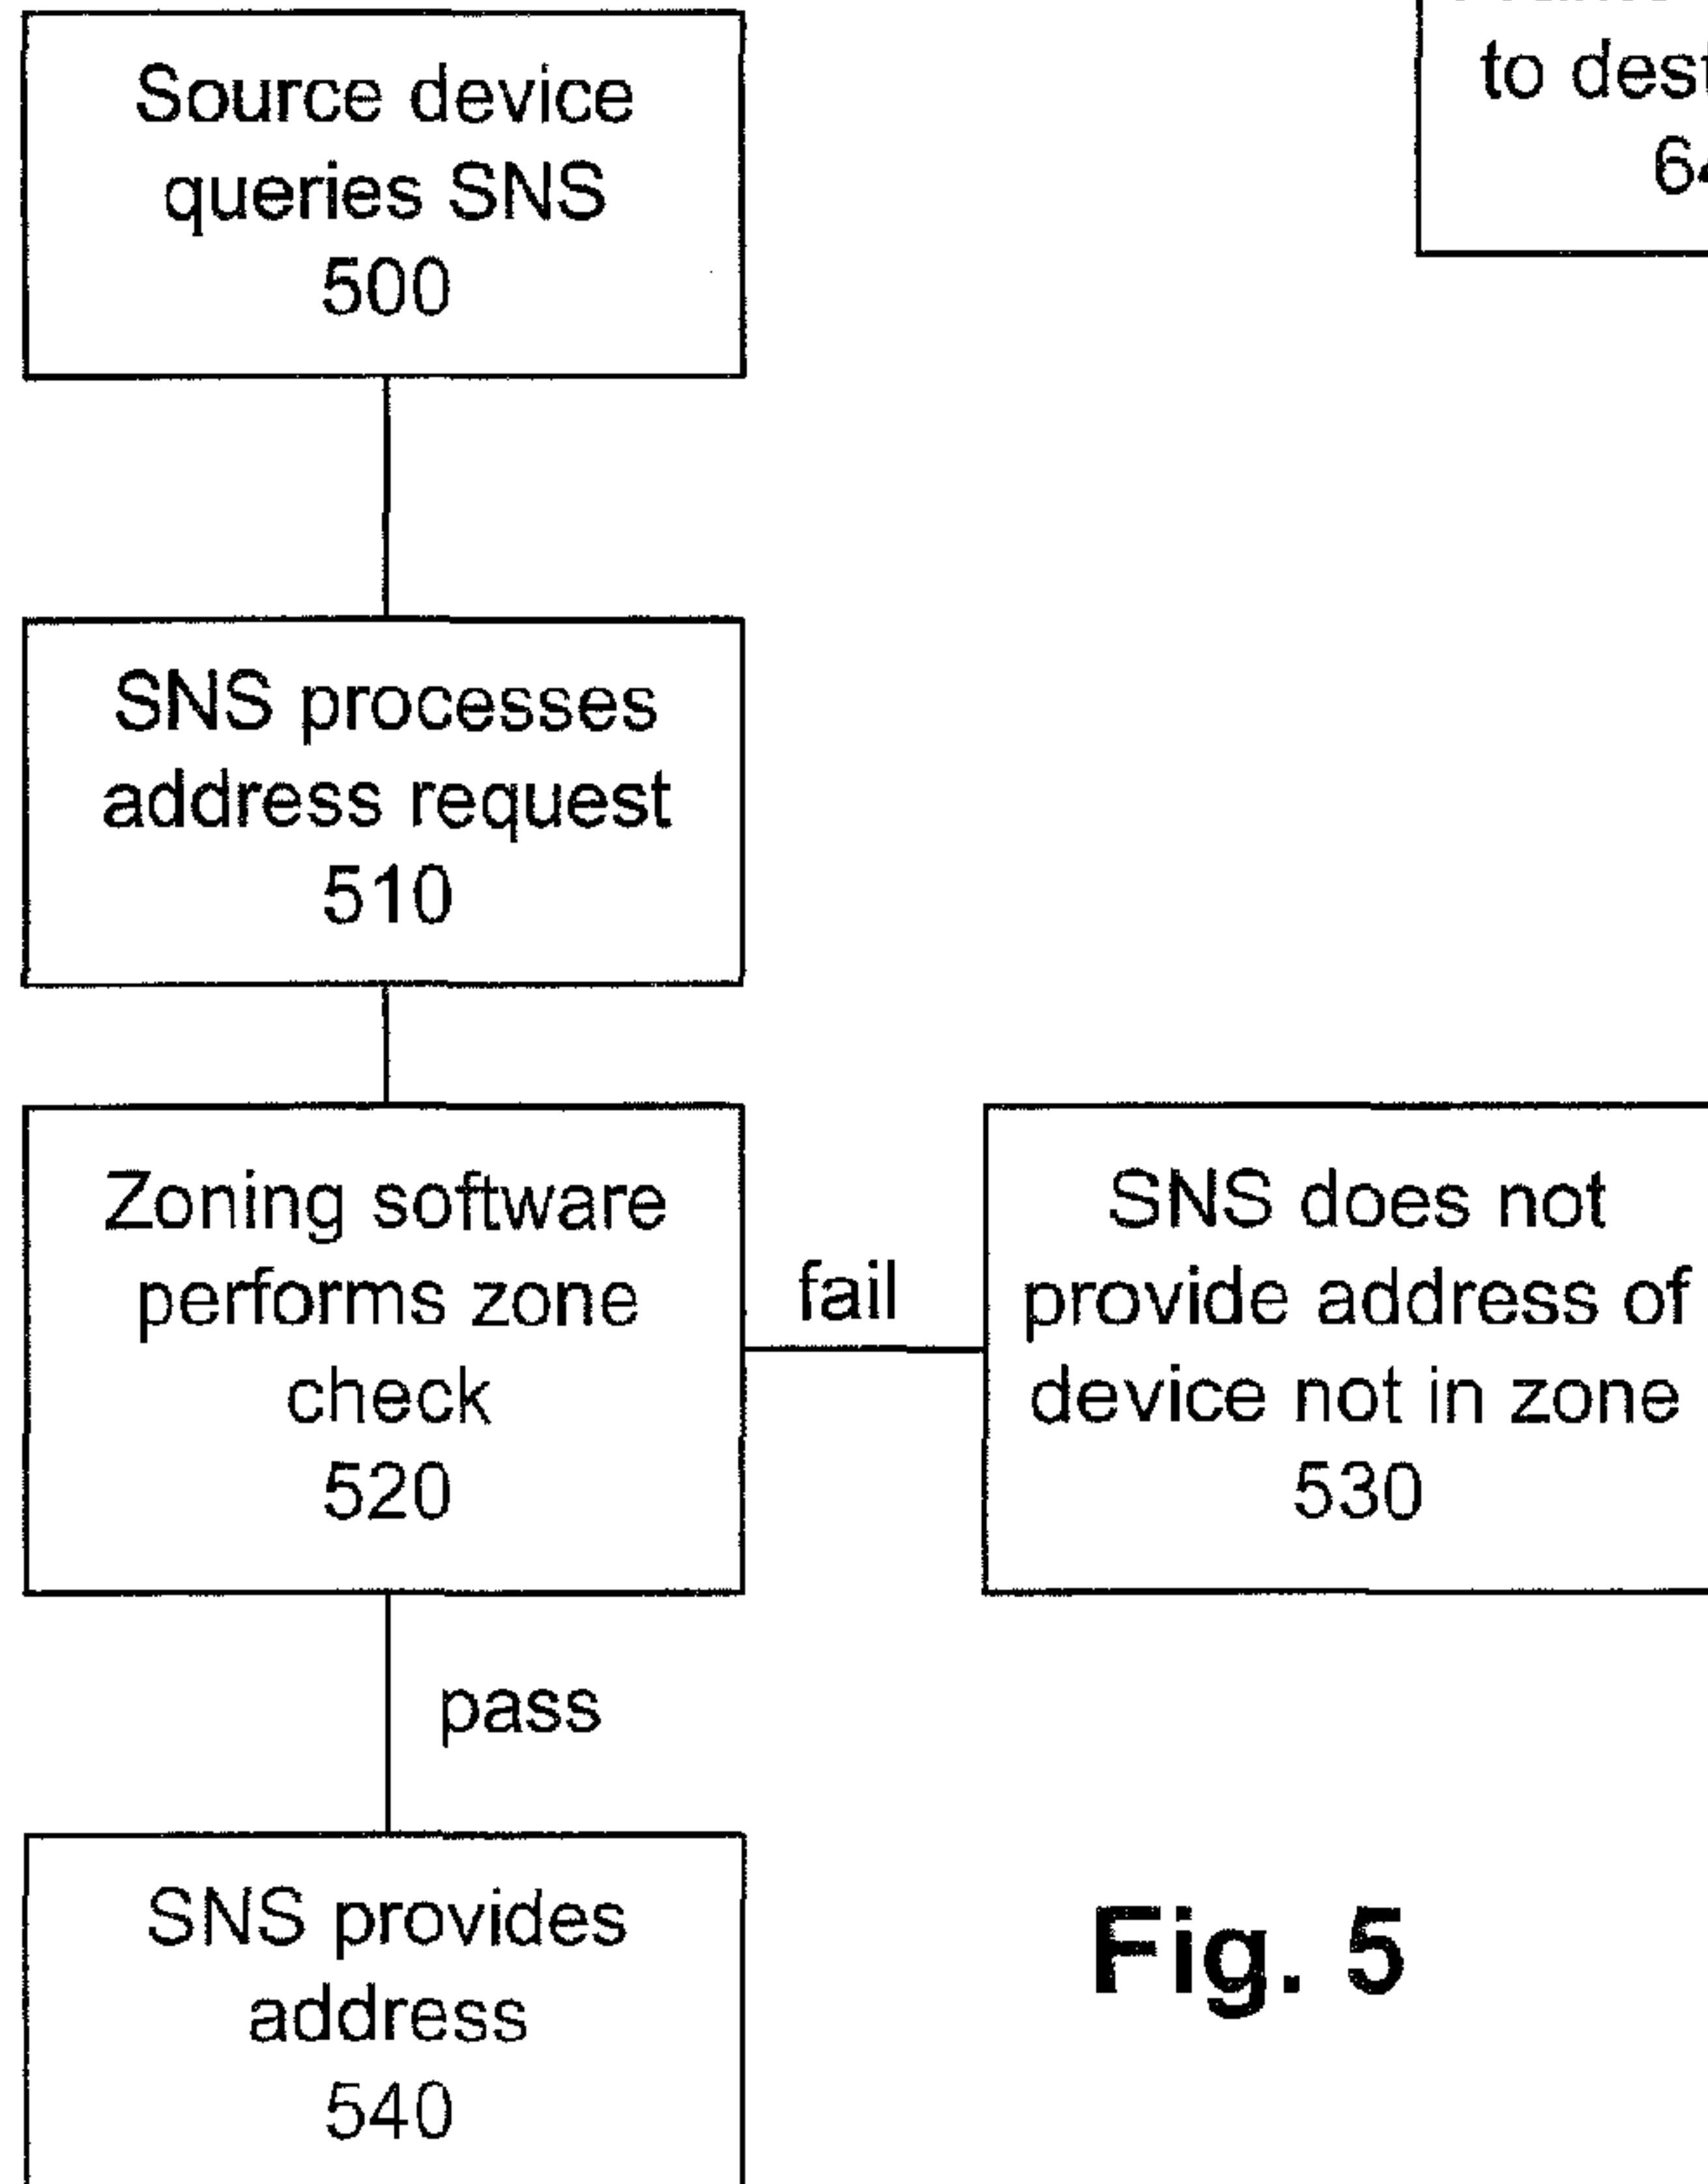 Source device
queries SNS
500
to
SNS processes
address request
510
Zoning software
performs zone
check
520
fail
SNS does not
provide address of
device not in zone
530
pass
SNS provides
address
540
Fig. 5